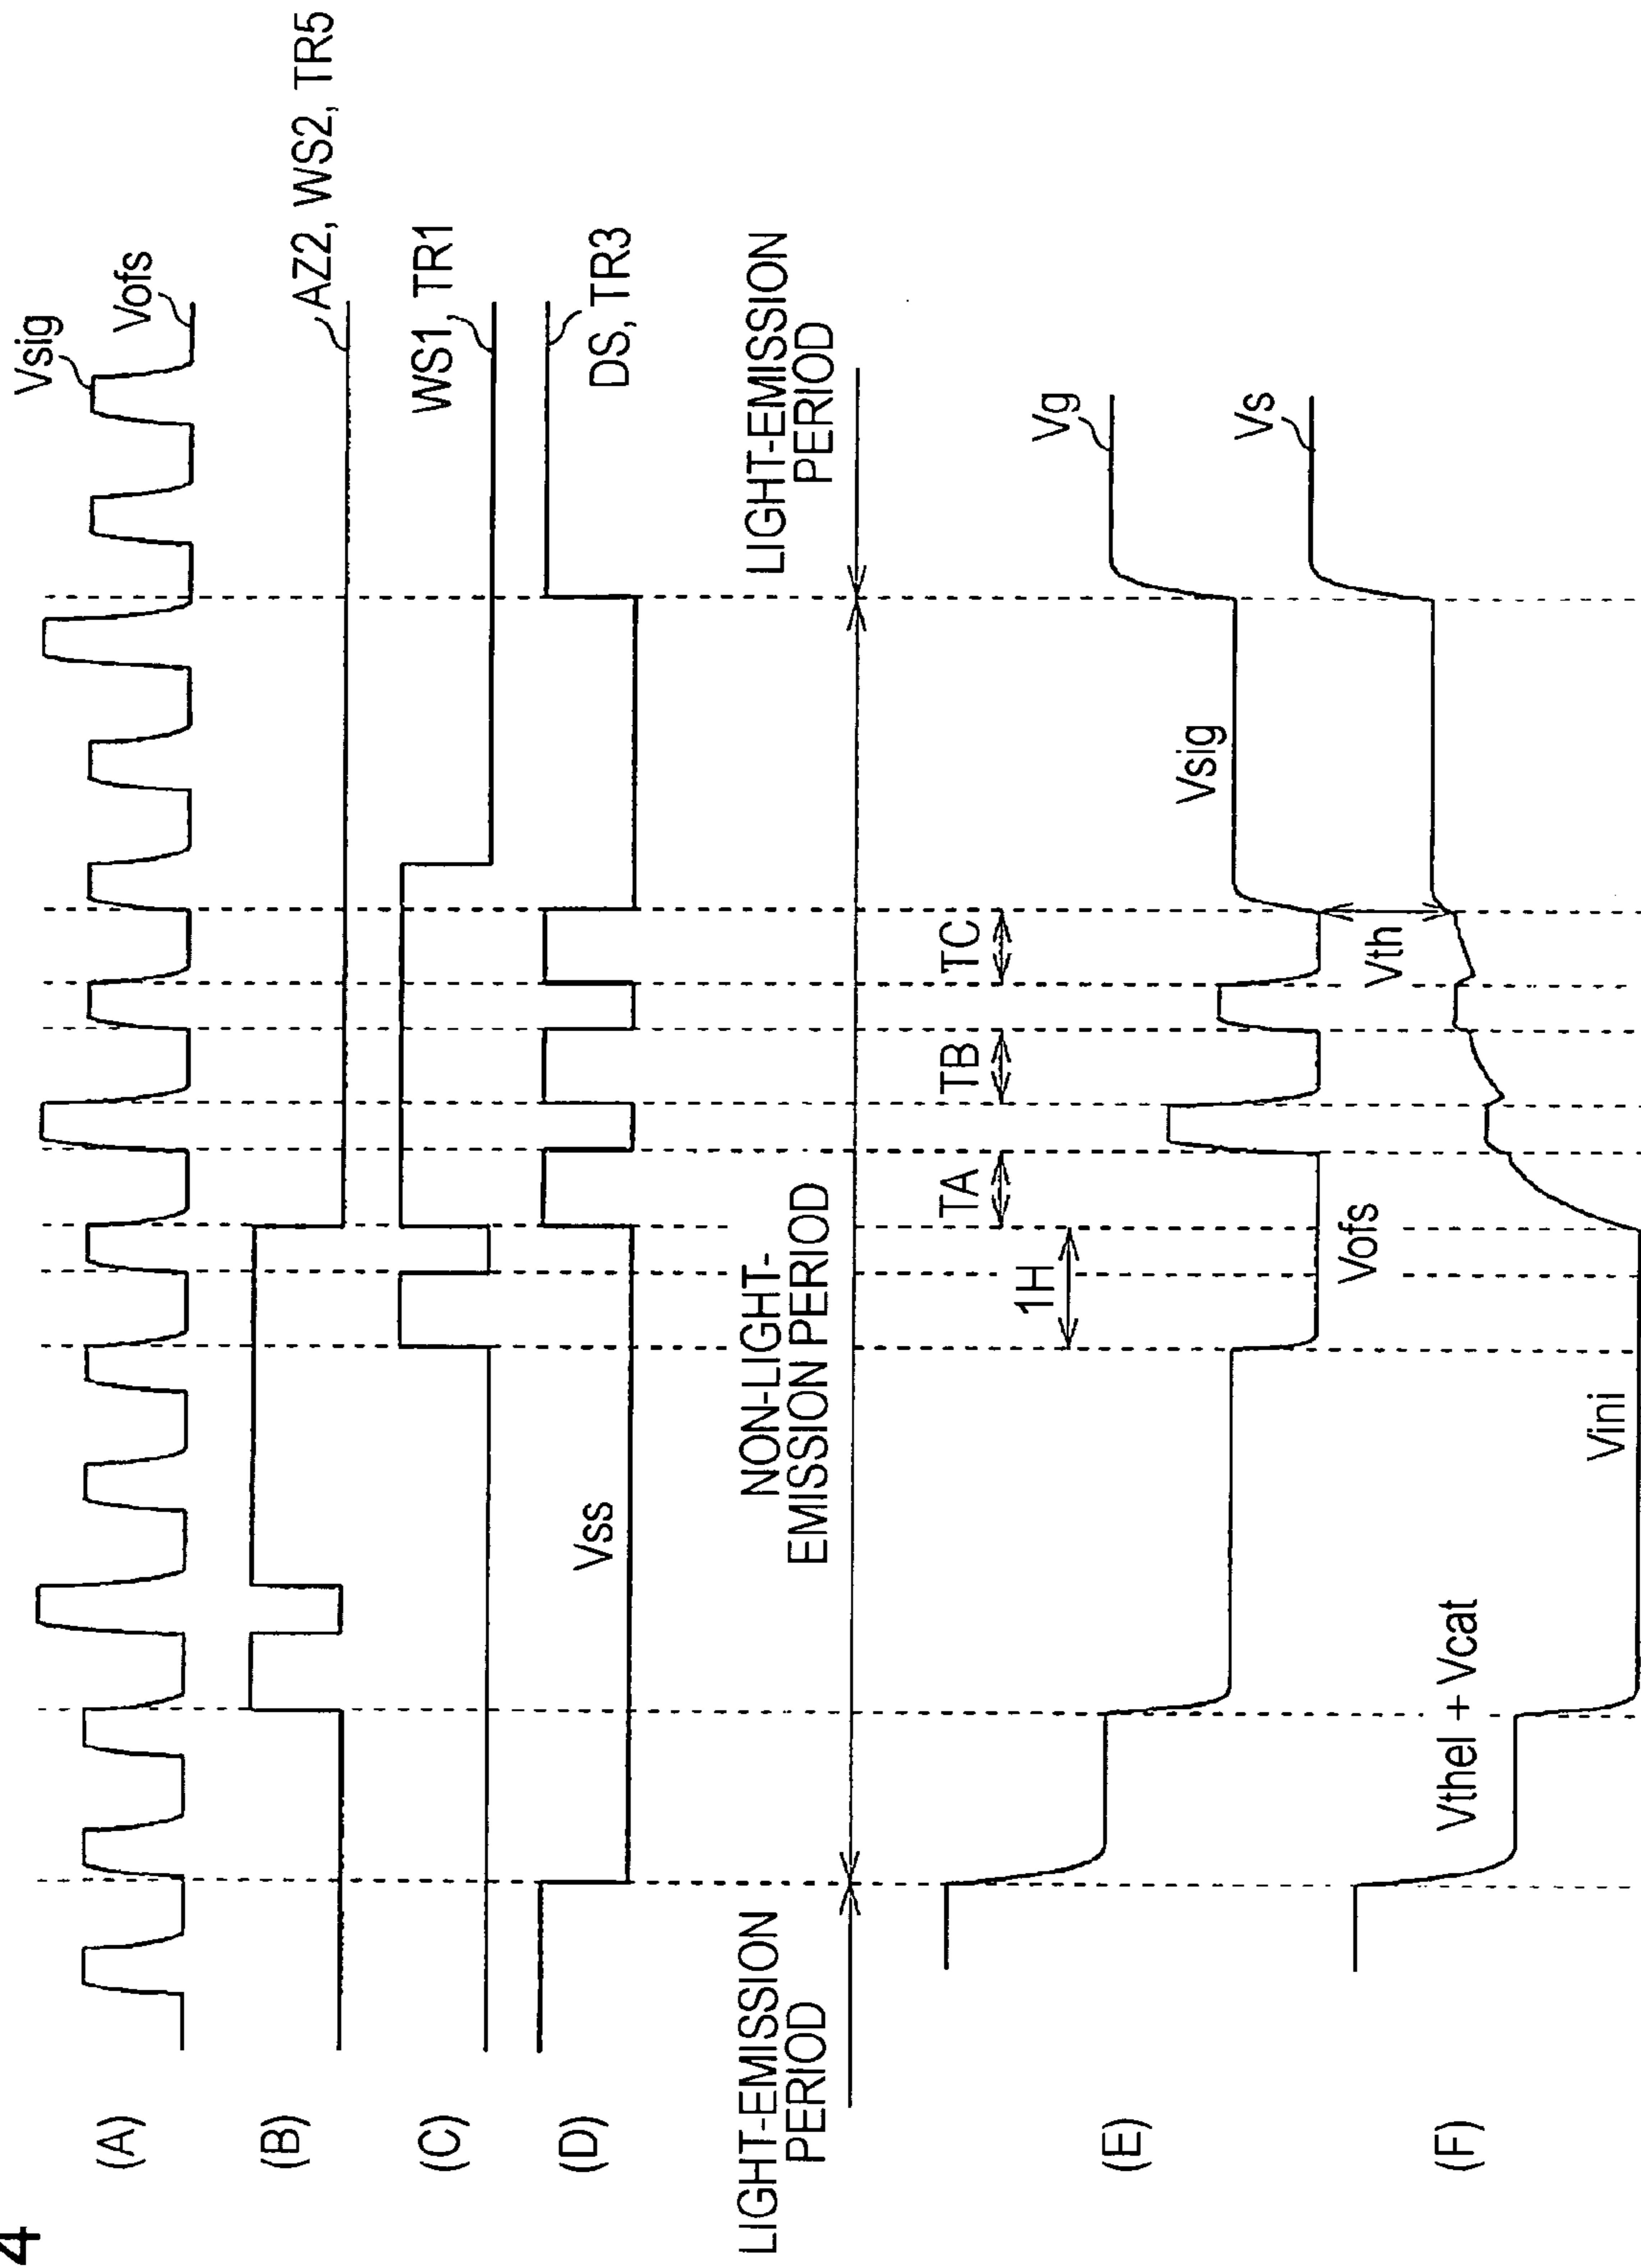 4
(A)
Vsig
Vofs
(B)
AZ2, WS2, TR5
(C)
WS1, TR1
(D)
Vss
DS, TR3
LIGHT-EMISSION
PERIOD
NON-LIGHT-
EMISSION PERIOD
LIGHT-EMISSION
PERIOD
TA
TB
TC
1H
(E)
Vofs
Vsig
Vg
Vth
(F)
Vthel + Vcat
Vini
Vs